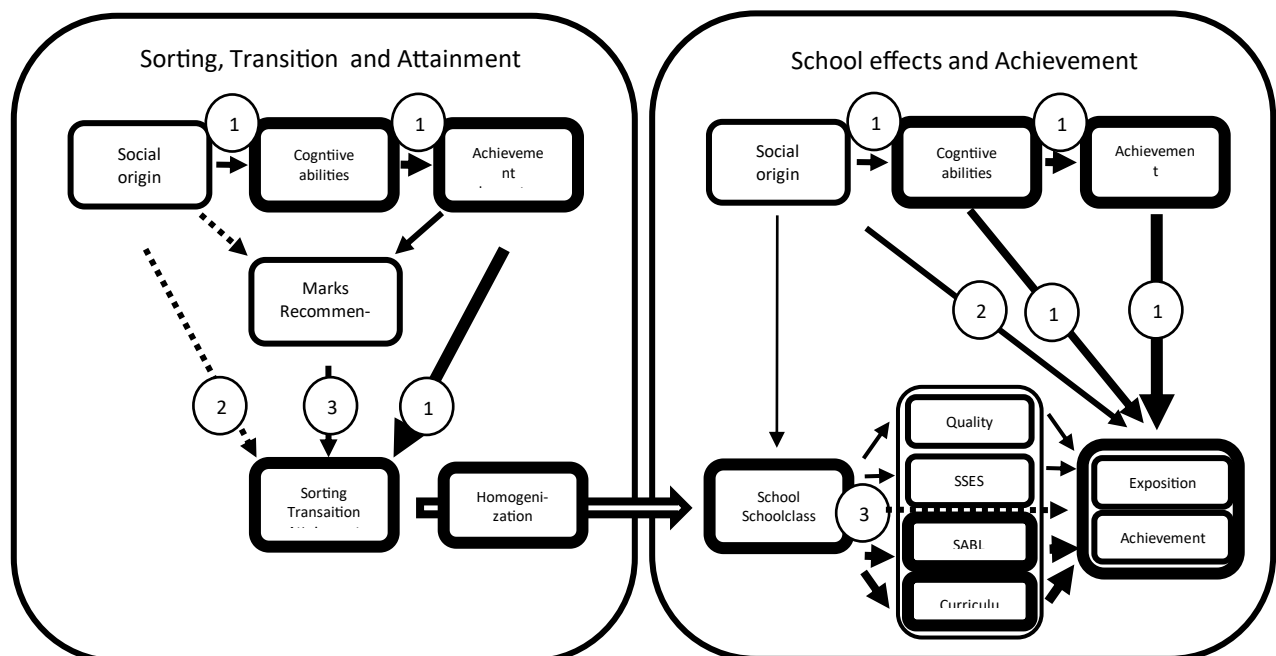 Sorting, Transition and Attainment
1
1
Social
origin
Cogntiive
abilities
Achieveme
nt
Marks
Recommen-
2
3
1
Sorting
Transaition
Homogeni-
zation
School effects and Achievement
1
1
Social
origin
Cogntiive
abilities
Achievemen
t
2
1
1
Quality
SSES
SABL
Curriculu
School
Schoolclass
3
Exposition
Achievement